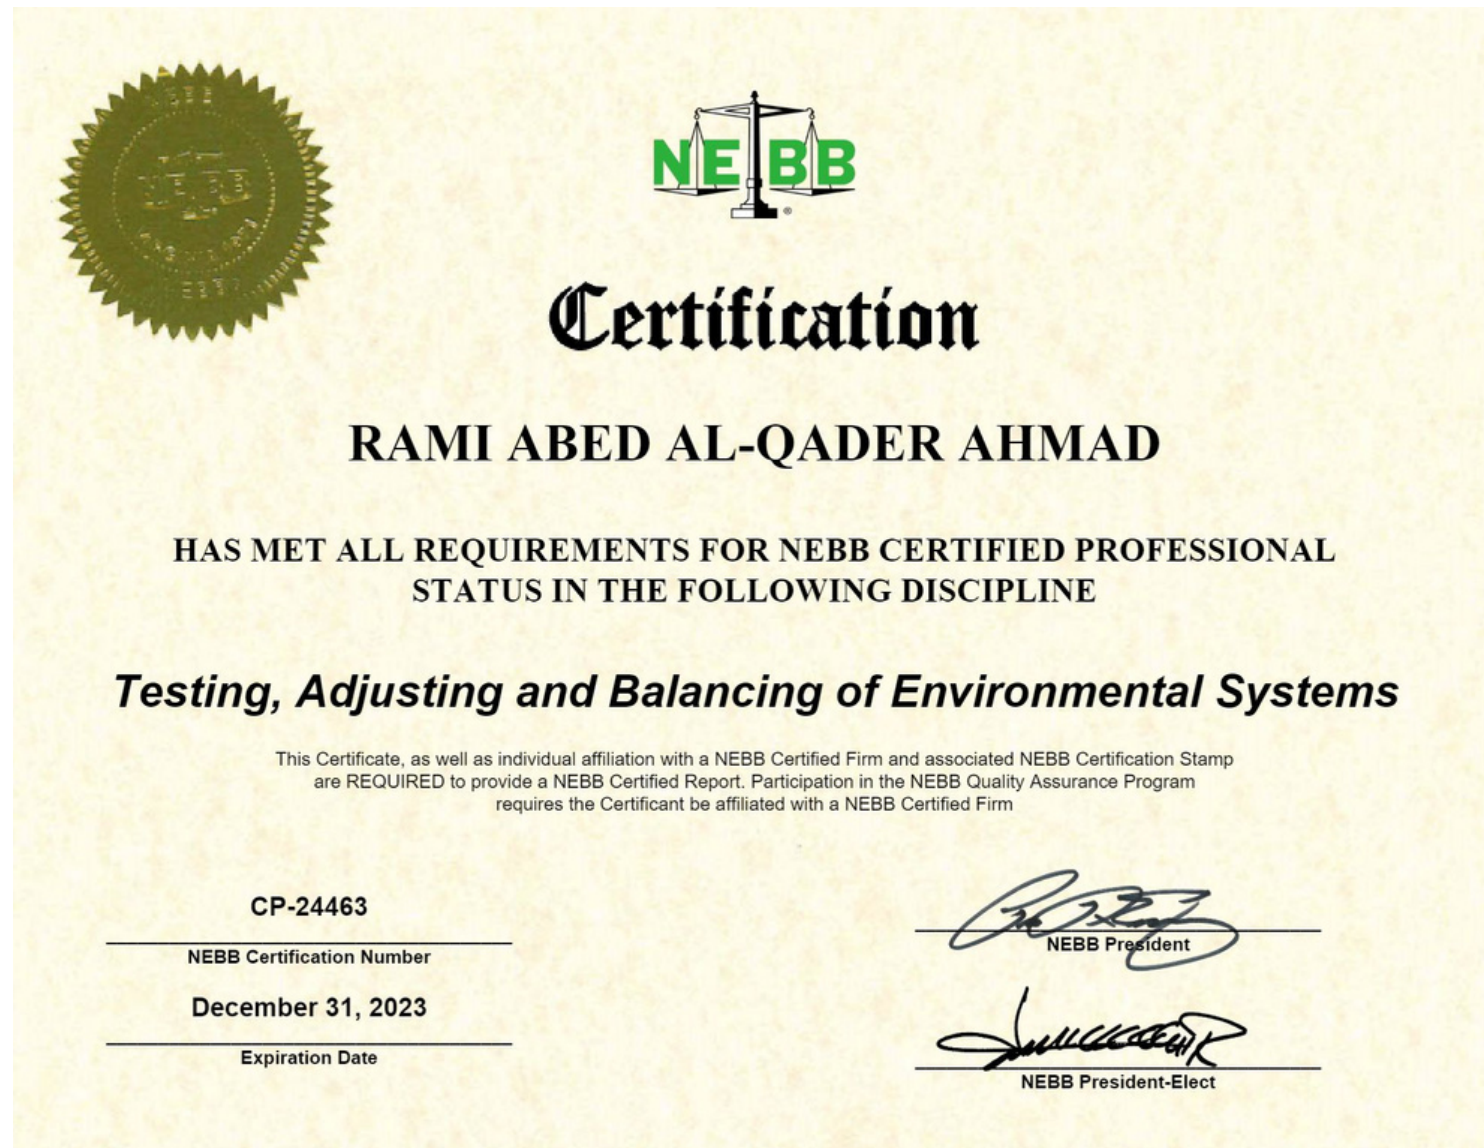 NEBB
®
Certification
RAMI ABED AL-QADER AHMAD
HAS MET ALL REQUIREMENTS FOR NEBB CERTIFIED PROFESSIONAL
STATUS IN THE FOLLOWING DISCIPLINE
Testing, Adjusting and Balancing of Environmental Systems
This Certificate, as well as individual affiliation with a NEBB Certified Firm and associated NEBB Certification Stamp
are REQUIRED to provide a NEBB Certified Report. Participation in the NEBB Quality Assurance Program
requires the Certificant be affiliated with a NEBB Certified Firm
CP-24463
NEBB Certification Number
December 31, 2023
Expiration Date
NEBB President
NEBB President-Elect